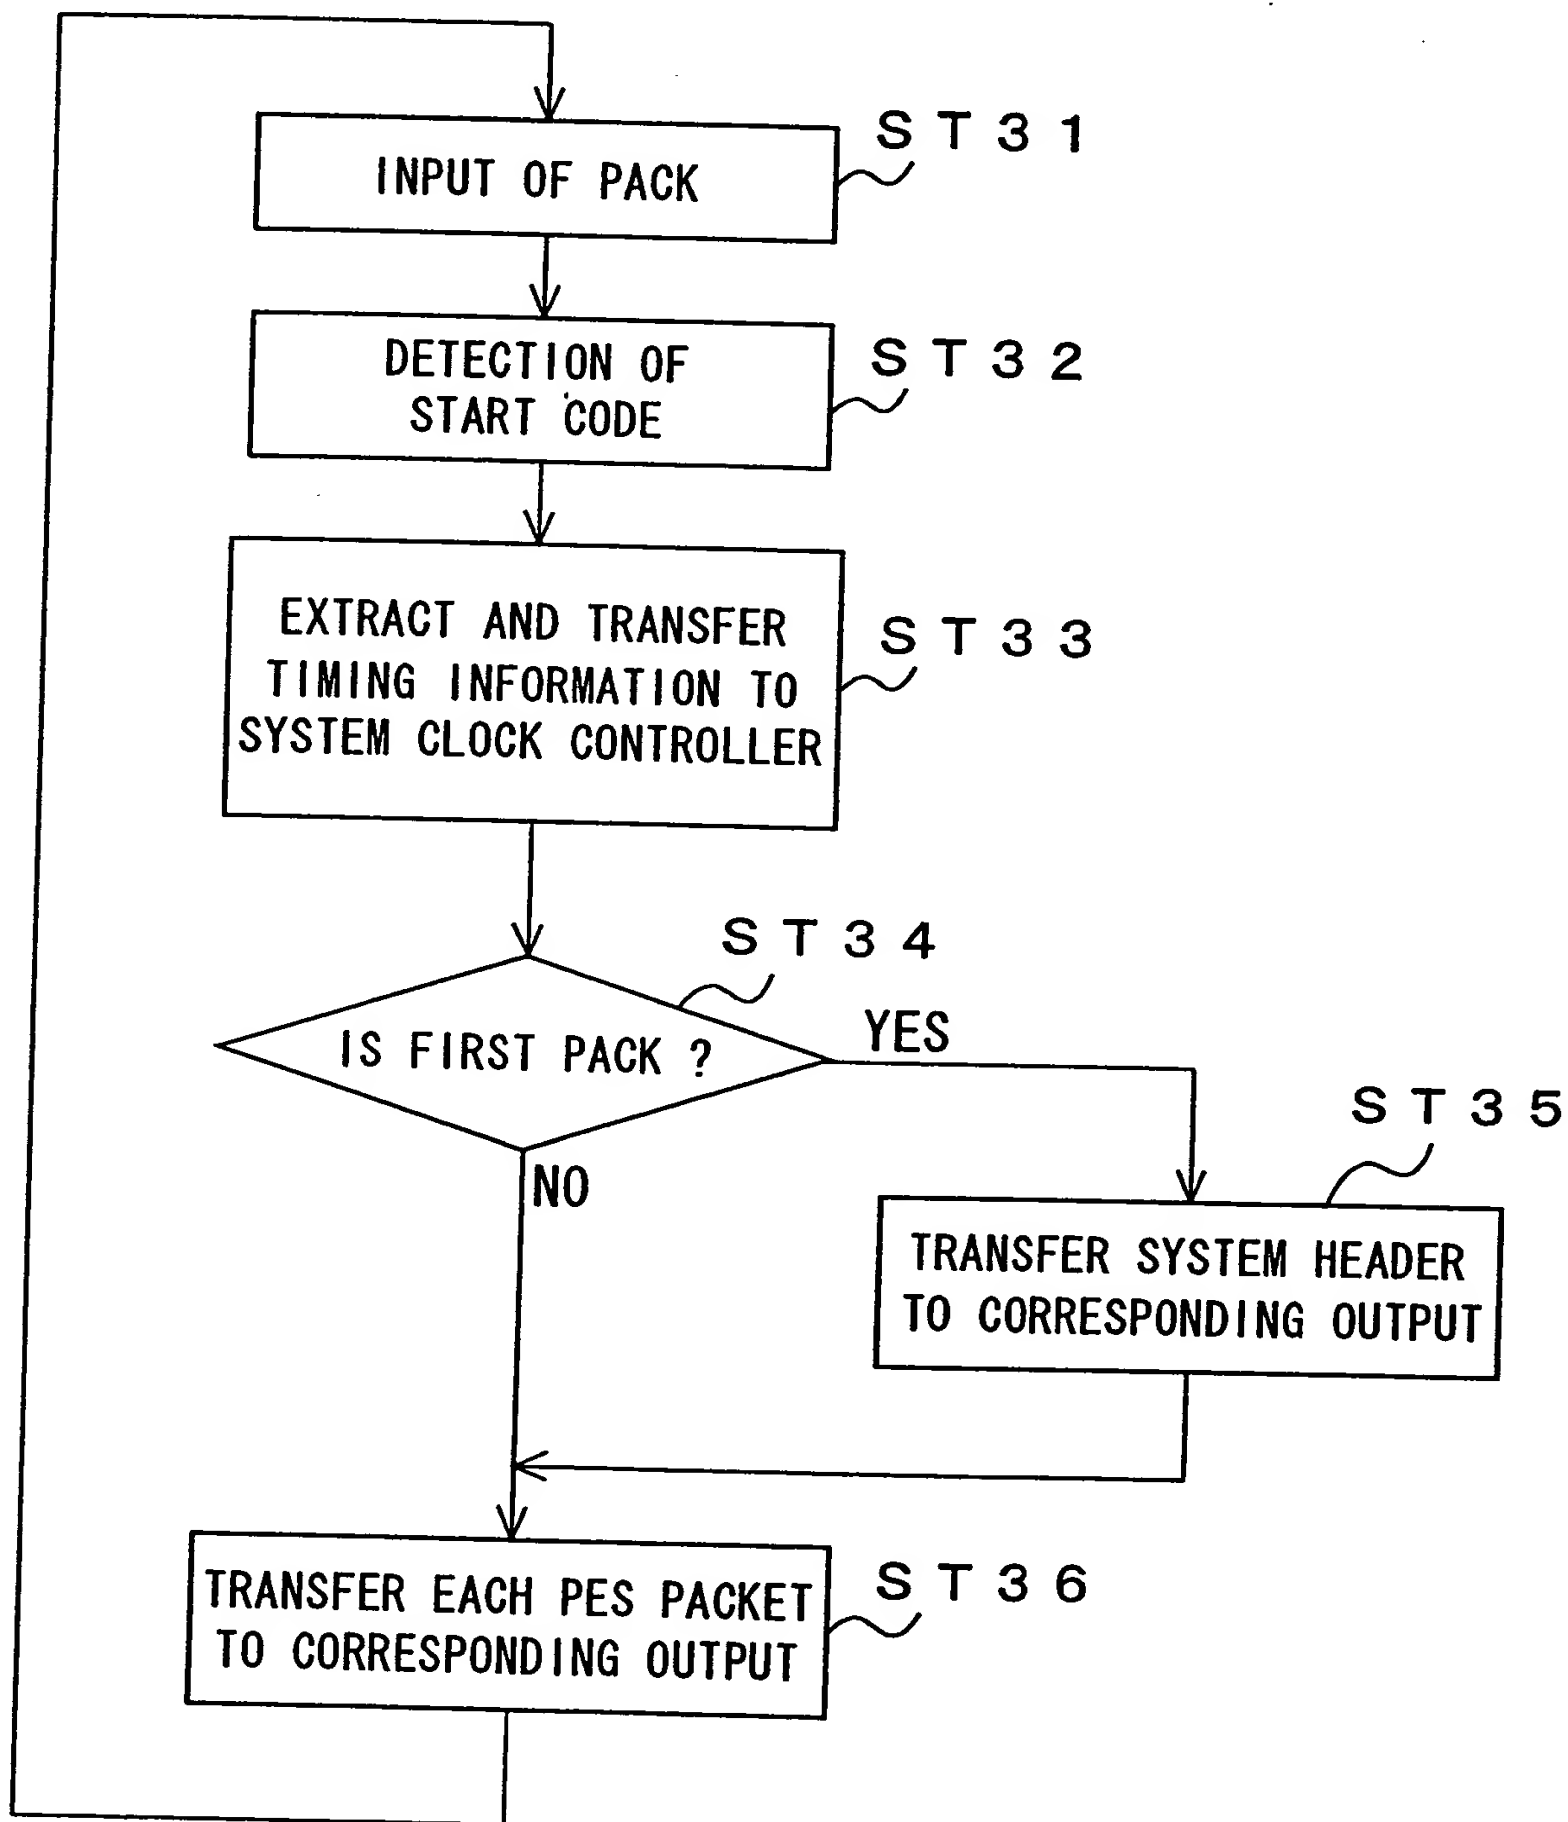 INPUT OF PACK
ST31
DETECTION OF
START CODE
ST32
EXTRACT AND TRANSFER
TIMING INFORMATION TO
SYSTEM CLOCK CONTROLLER
ST33
ST34
IS FIRST PACK ?
YES
NO
ST35
TRANSFER SYSTEM HEADER
TO CORRESPONDING OUTPUT
TRANSFER EACH PES PACKET
TO CORRESPONDING OUTPUT
ST36